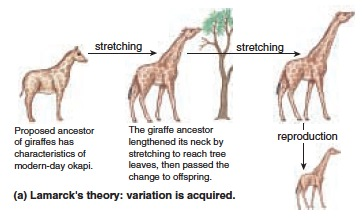 stretching
stretching
Proposed ancestor
of giraffes has
characteristics of
modern-day okapi.
The giraffe ancestor
lengthened its neck by
stretching to reach tree
leaves, then passed the
change to offspring.
reproduction
(a) Lamarck's theory: variation is acquired.